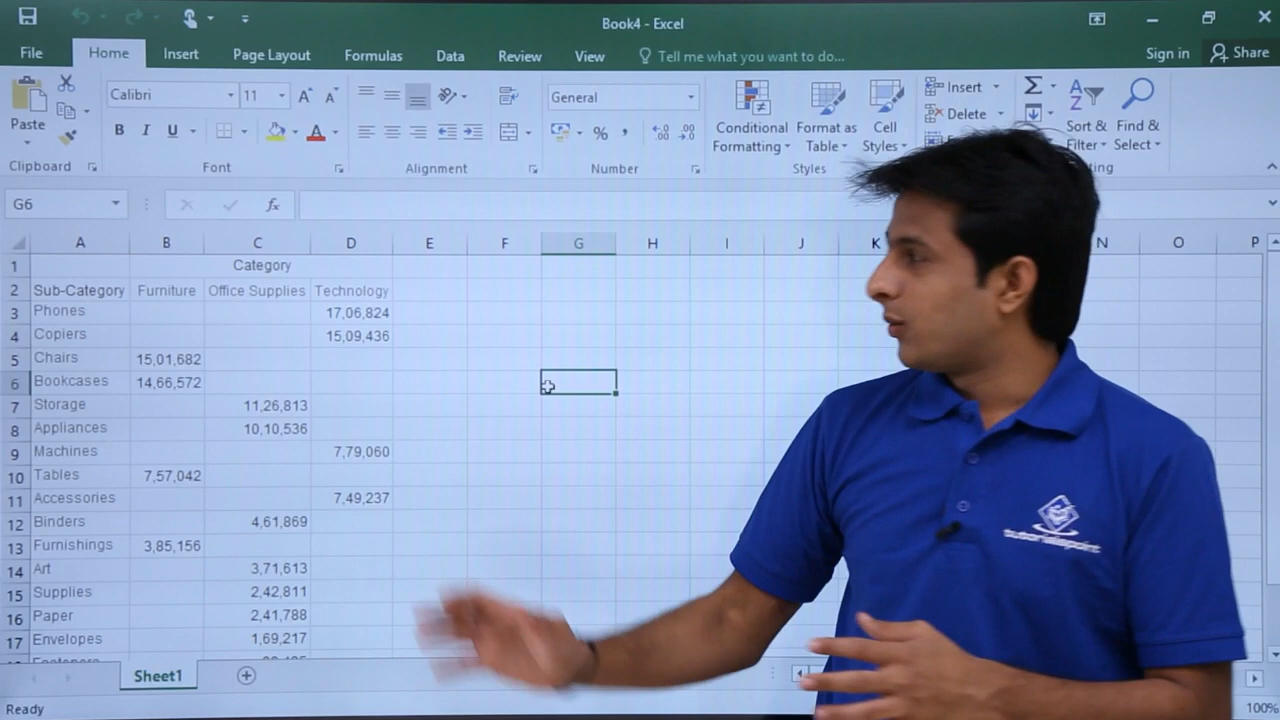 Book4 - Excel
File Home Insert Page Layout Formulas Data Review View Tell me what you want to do... Sign in Share
Calibri 11 General Insert
Paste B I U A % Conditional Formatting Format as Table Cell Styles Delete Sort & Filter Find & Select
Clipboard Font Alignment Number Styles
G6 fx
A B C D E F G H I J K N O P
1 Category
2 Sub-Category Furniture Office Supplies Technology
3 Phones 17,06,824
4 Copiers 15,09,436
5 Chairs 15,01,682
6 Bookcases 14,66,572
7 Storage 11,26,813
8 Appliances 10,10,536
9 Machines 7,79,060
10 Tables 7,57,042
11 Accessories 7,49,237
12 Binders 4,61,869
13 Furnishings 3,85,156
14 Art 3,71,613
15 Supplies 2,42,811
16 Paper 2,41,788
17 Envelopes 1,69,217
Sheet1
Ready 100%
tutorialspoint